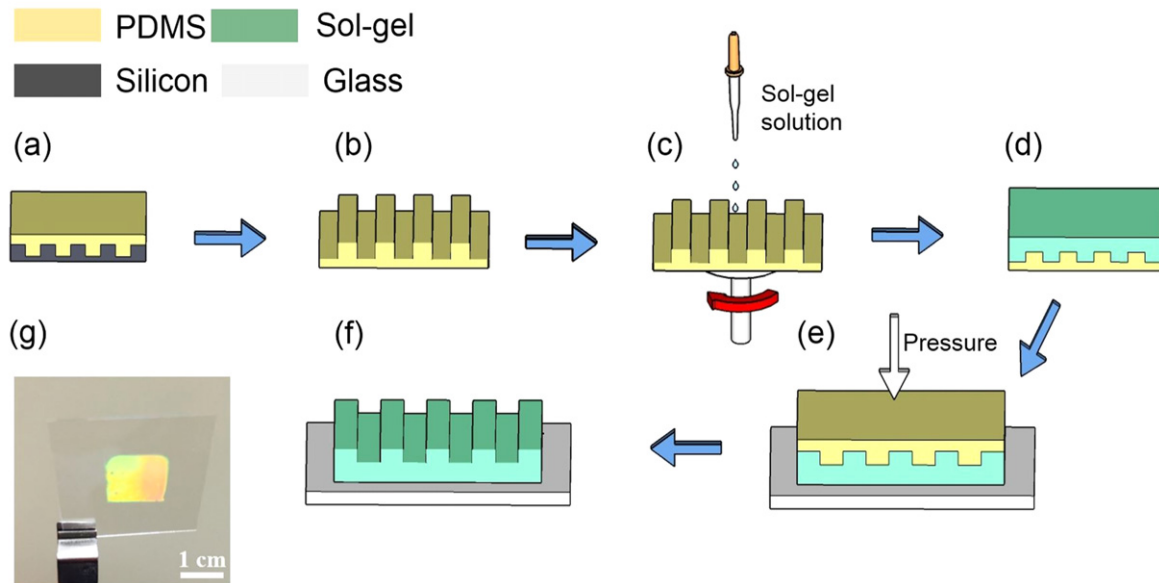 PDMS
Sol-gel
Silicon
Glass
(a)
(b)
(c)
Sol-gel
solution
(d)
(e)
Pressure
(f)
(g)
1 cm